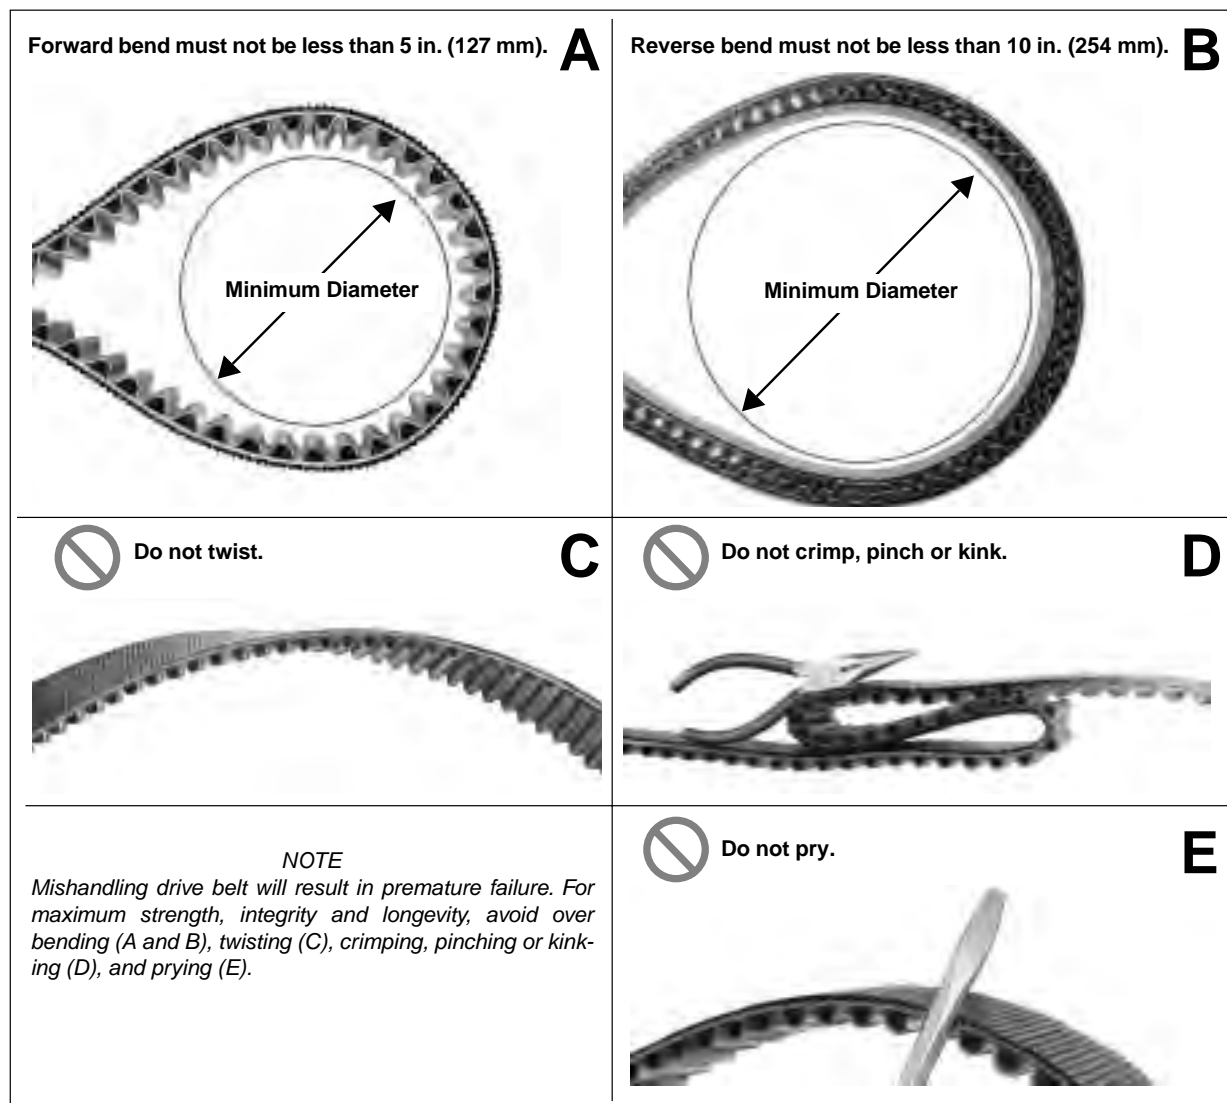 Forward bend must not be less than 5 in. (127 mm).
A
Minimum Diameter
Reverse bend must not be less than 10 in. (254 mm).
B
Minimum Diameter
Do not twist.
C
Do not crimp, pinch or kink.
D
NOTE
Mishandling drive belt will result in premature failure. For
maximum strength, integrity and longevity, avoid over
bending (A and B), twisting (C), crimping, pinching or kink-
ing (D), and prying (E).
Do not pry.
E